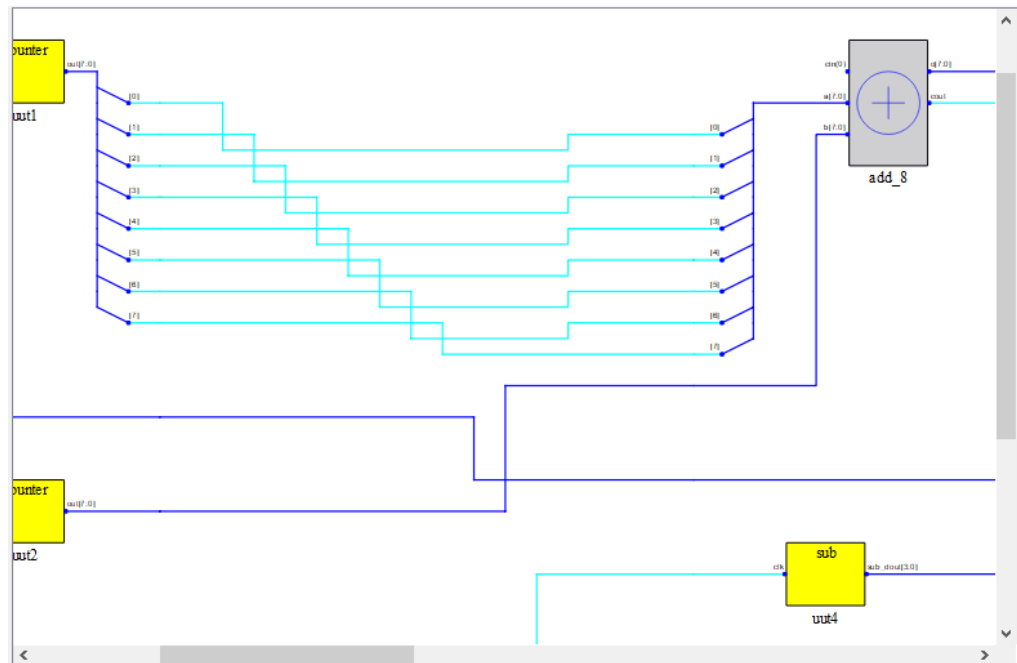 ounter
out[7:0]
uut1
[0]
[1]
[2]
[3]
[4]
[5]
[6]
[7]
[0]
[1]
[2]
[3]
[4]
[5]
[6]
[7]
cin(0)
a[7:0]
b[7:0]
o[7:0]
cout
add_8
ounter
out[7:0]
uut2
sub
clk
sub_dout[3:0]
uut4